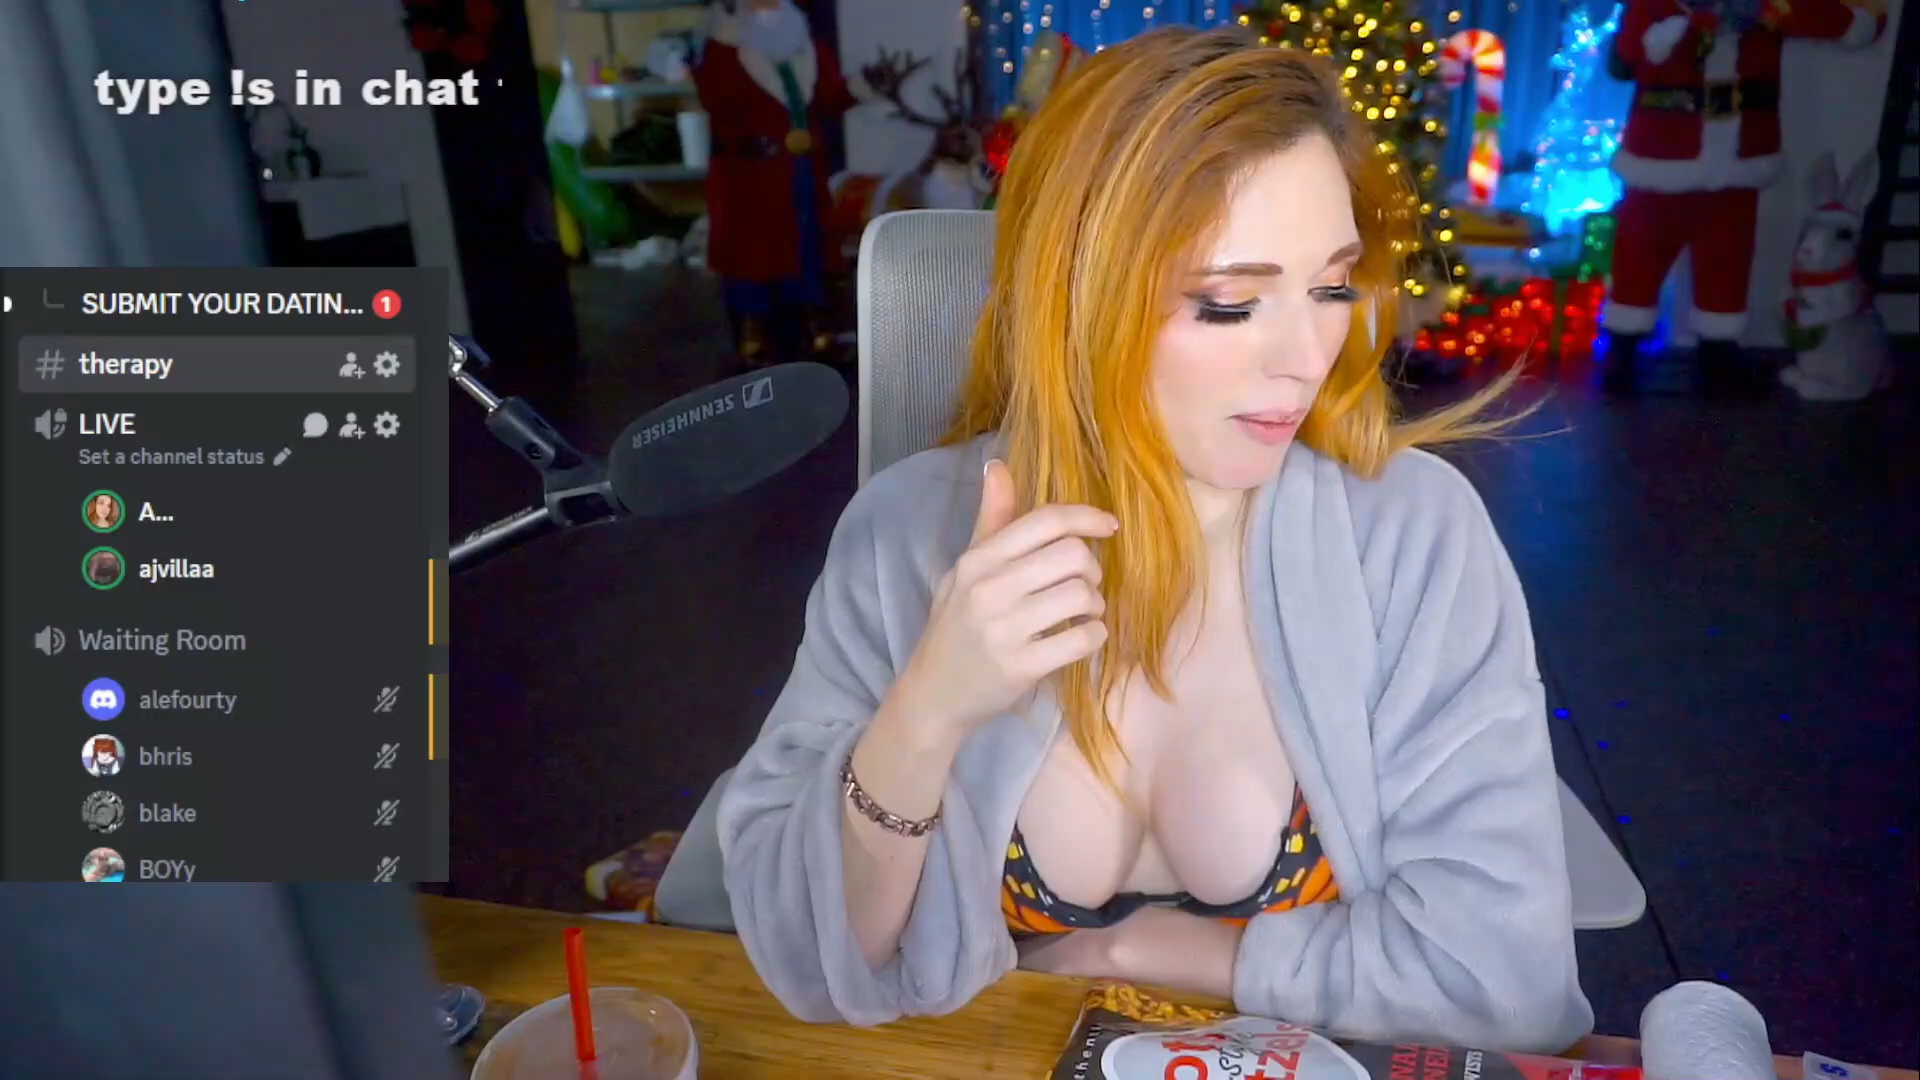 type !s in chat
SUBMIT YOUR DATIN... 1
therapy
LIVE
Set a channel status
A...
ajvillaa
Waiting Room
alefourty
bhris
blake
BOYy
SENNHEISER